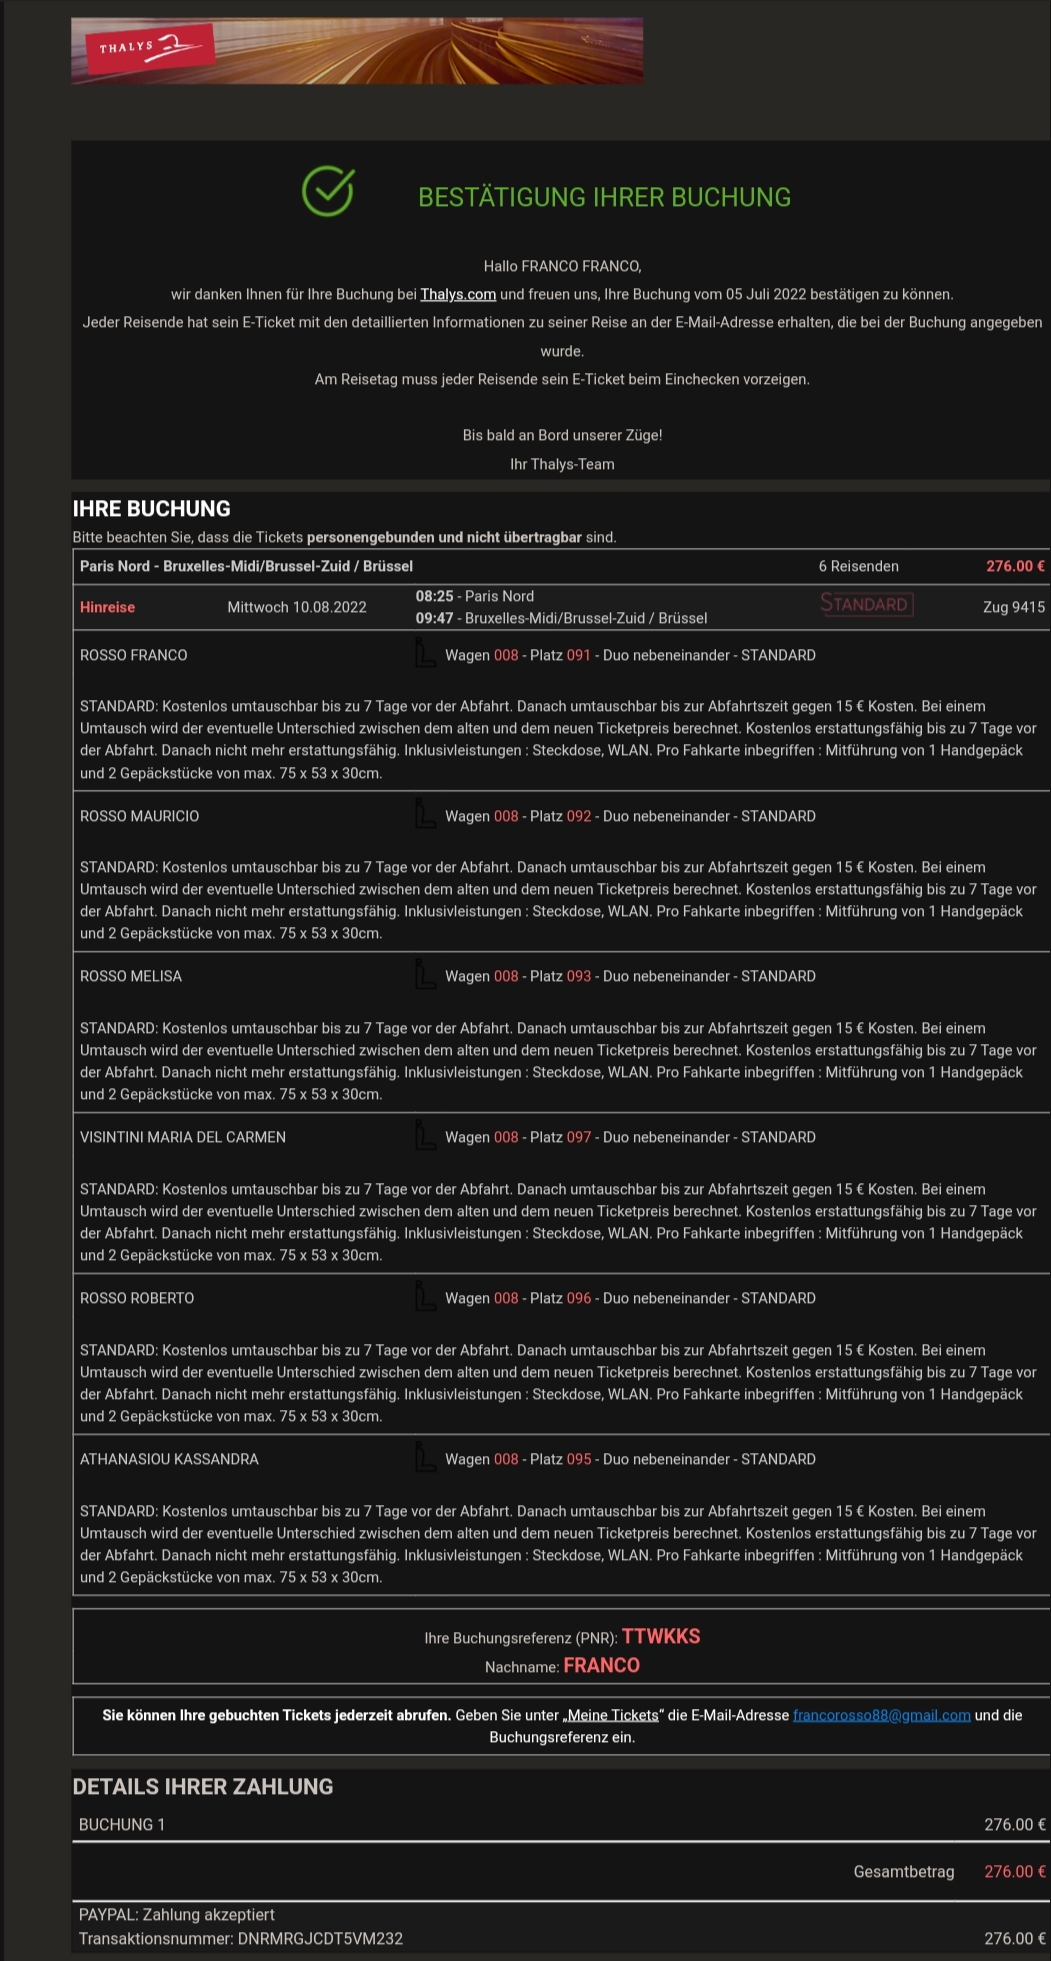 THALYS
BESTÄTIGUNG IHRER BUCHUNG
Hallo FRANCO FRANCO,
wir danken Ihnen für Ihre Buchung bei Thalys.com und freuen uns, Ihre Buchung vom 05 Juli 2022 bestätigen zu können.
Jeder Reisende hat sein E-Ticket mit den detaillierten Informationen zu seiner Reise an der E-Mail-Adresse erhalten, die bei der Buchung angegeben
wurde.
Am Reisetag muss jeder Reisende sein E-Ticket beim Einchecken vorzeigen.
Bis bald an Bord unserer Züge!
Ihr Thalys-Team
IHRE BUCHUNG
Bitte beachten Sie, dass die Tickets personengebunden und nicht übertragbar sind.
Paris Nord - Bruxelles-Midi/Brussel-Zuid / Brüssel 6 Reisenden 276.00 €
Hinreise Mittwoch 10.08.2022 08:25 - Paris Nord STANDARD Zug 9415
09:47 - Bruxelles-Midi/Brussel-Zuid / Brüssel
ROSSO FRANCO Wagen 008 - Platz 091 - Duo nebeneinander - STANDARD
STANDARD: Kostenlos umtauschbar bis zu 7 Tage vor der Abfahrt. Danach umtauschbar bis zur Abfahrtszeit gegen 15 € Kosten. Bei einem
Umtausch wird der eventuelle Unterschied zwischen dem alten und dem neuen Ticketpreis berechnet. Kostenlos erstattungsfähig bis zu 7 Tage vor
der Abfahrt. Danach nicht mehr erstattungsfähig. Inklusivleistungen : Steckdose, WLAN. Pro Fahkarte inbegriffen : Mitführung von 1 Handgepäck
und 2 Gepäckstücke von max. 75 x 53 x 30cm.
ROSSO MAURICIO Wagen 008 - Platz 092 - Duo nebeneinander - STANDARD
STANDARD: Kostenlos umtauschbar bis zu 7 Tage vor der Abfahrt. Danach umtauschbar bis zur Abfahrtszeit gegen 15 € Kosten. Bei einem
Umtausch wird der eventuelle Unterschied zwischen dem alten und dem neuen Ticketpreis berechnet. Kostenlos erstattungsfähig bis zu 7 Tage vor
der Abfahrt. Danach nicht mehr erstattungsfähig. Inklusivleistungen : Steckdose, WLAN. Pro Fahkarte inbegriffen : Mitführung von 1 Handgepäck
und 2 Gepäckstücke von max. 75 x 53 x 30cm.
ROSSO MELISA Wagen 008 - Platz 093 - Duo nebeneinander - STANDARD
STANDARD: Kostenlos umtauschbar bis zu 7 Tage vor der Abfahrt. Danach umtauschbar bis zur Abfahrtszeit gegen 15 € Kosten. Bei einem
Umtausch wird der eventuelle Unterschied zwischen dem alten und dem neuen Ticketpreis berechnet. Kostenlos erstattungsfähig bis zu 7 Tage vor
der Abfahrt. Danach nicht mehr erstattungsfähig. Inklusivleistungen : Steckdose, WLAN. Pro Fahkarte inbegriffen : Mitführung von 1 Handgepäck
und 2 Gepäckstücke von max. 75 x 53 x 30cm.
VISINTINI MARIA DEL CARMEN Wagen 008 - Platz 097 - Duo nebeneinander - STANDARD
STANDARD: Kostenlos umtauschbar bis zu 7 Tage vor der Abfahrt. Danach umtauschbar bis zur Abfahrtszeit gegen 15 € Kosten. Bei einem
Umtausch wird der eventuelle Unterschied zwischen dem alten und dem neuen Ticketpreis berechnet. Kostenlos erstattungsfähig bis zu 7 Tage vor
der Abfahrt. Danach nicht mehr erstattungsfähig. Inklusivleistungen : Steckdose, WLAN. Pro Fahkarte inbegriffen : Mitführung von 1 Handgepäck
und 2 Gepäckstücke von max. 75 x 53 x 30cm.
ROSSO ROBERTO Wagen 008 - Platz 096 - Duo nebeneinander - STANDARD
STANDARD: Kostenlos umtauschbar bis zu 7 Tage vor der Abfahrt. Danach umtauschbar bis zur Abfahrtszeit gegen 15 € Kosten. Bei einem
Umtausch wird der eventuelle Unterschied zwischen dem alten und dem neuen Ticketpreis berechnet. Kostenlos erstattungsfähig bis zu 7 Tage vor
der Abfahrt. Danach nicht mehr erstattungsfähig. Inklusivleistungen : Steckdose, WLAN. Pro Fahkarte inbegriffen : Mitführung von 1 Handgepäck
und 2 Gepäckstücke von max. 75 x 53 x 30cm.
ATHANASIOU KASSANDRA Wagen 008 - Platz 095 - Duo nebeneinander - STANDARD
STANDARD: Kostenlos umtauschbar bis zu 7 Tage vor der Abfahrt. Danach umtauschbar bis zur Abfahrtszeit gegen 15 € Kosten. Bei einem
Umtausch wird der eventuelle Unterschied zwischen dem alten und dem neuen Ticketpreis berechnet. Kostenlos erstattungsfähig bis zu 7 Tage vor
der Abfahrt. Danach nicht mehr erstattungsfähig. Inklusivleistungen : Steckdose, WLAN. Pro Fahkarte inbegriffen : Mitführung von 1 Handgepäck
und 2 Gepäckstücke von max. 75 x 53 x 30cm.
Ihre Buchungsreferenz (PNR): TTWKKS
Nachname: FRANCO
Sie können Ihre gebuchten Tickets jederzeit abrufen. Geben Sie unter „Meine Tickets“ die E-Mail-Adresse francorosso88@gmail.com und die
Buchungsreferenz ein.
DETAILS IHRER ZAHLUNG
BUCHUNG 1 276.00 €
Gesamtbetrag 276.00 €
PAYPAL: Zahlung akzeptiert
Transaktionsnummer: DNRMRGJCDT5VM232 276.00 €